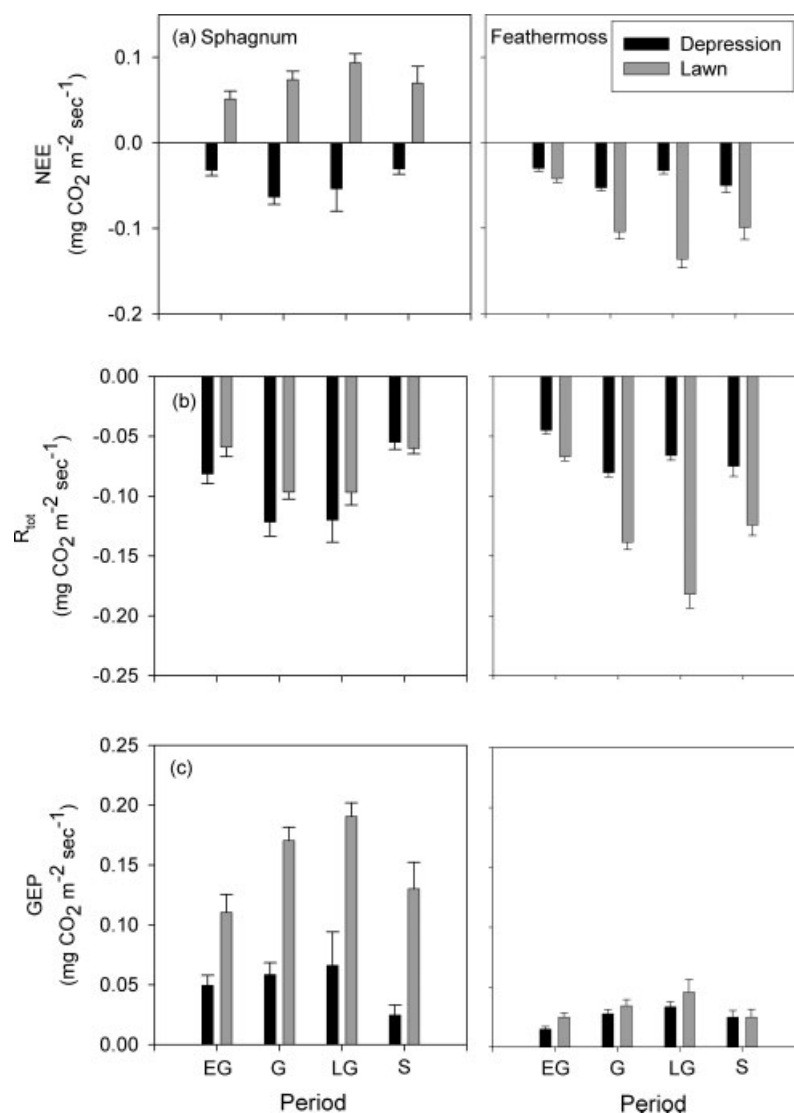 (a) Sphagnum
Feathermoss
Depression
Lawn
NEE
(mg CO₂ m⁻² sec⁻¹)
0.1
0.0
-0.1
-0.2
(b)
Rtot
(mg CO₂ m⁻² sec⁻¹)
0.00
-0.05
-0.10
-0.15
-0.20
-0.25
(c)
GEP
(mg CO₂ m⁻² sec⁻¹)
0.25
0.20
0.15
0.10
0.05
0.00
EG G LG S
EG G LG S
Period
Period